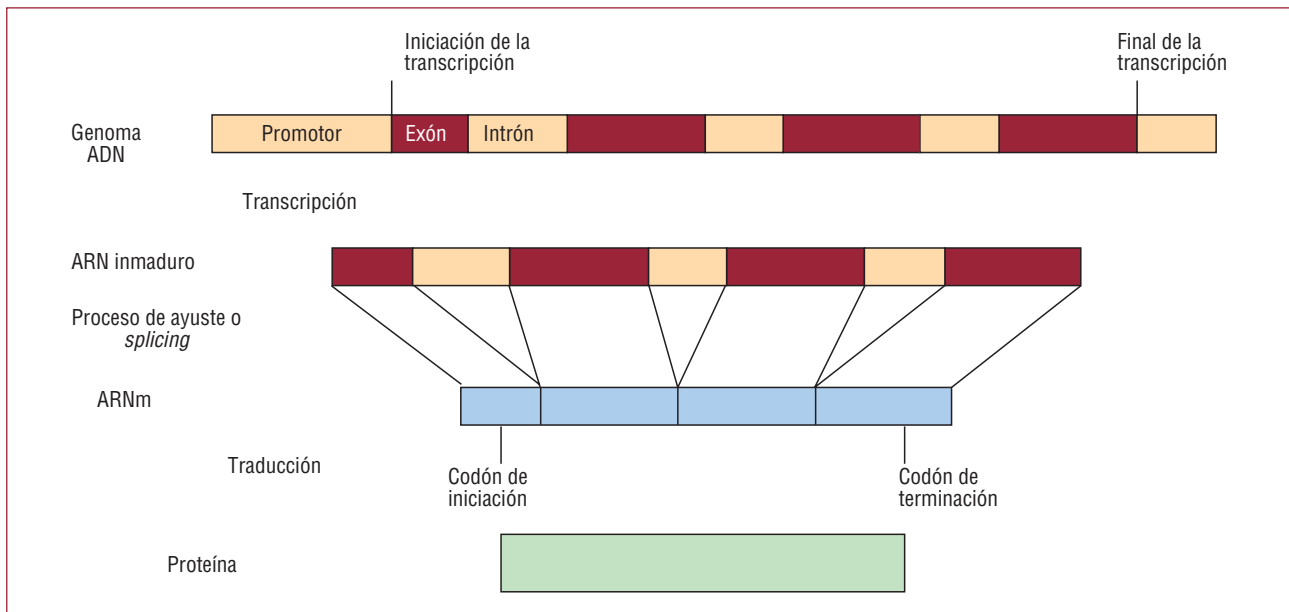 Iniciación de la
transcripción
Final de la
transcripción
Genoma
ADN
Promotor
Exón
Intrón
Transcripción
ARN inmaduro
Proceso de ayuste o
splicing
ARNm
Traducción
Codón de
iniciación
Codón de
terminación
Proteína